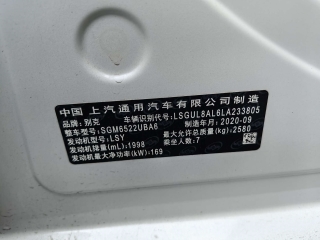 中国 上汽通用汽车有限公司制造
品牌：别克 车辆识别代号：LSGUL8AL6LA233805
整车型号：SGM6522UBA6 制造年月：2020-09
发动机型号：LSY 最大允许总质量(kg)：2580
发动机排量(mL)：1998 乘坐人数：7
发动机最大净功率(kW)：169